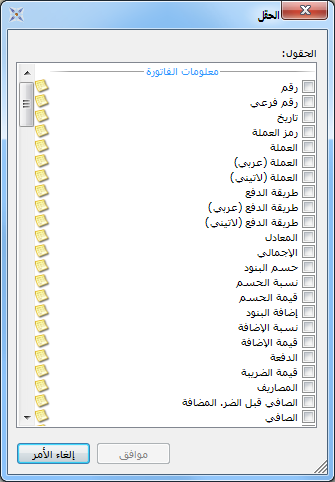 الحقل
الحقول:
معلومات الفاتورة
رقم
رقم فرعي
تاريخ
رمز العملة
العملة
العملة (عربي)
العملة (لاتيني)
طريقة الدفع
طريقة الدفع (عربي)
طريقة الدفع (لاتيني)
المعادل
الإجمالي
حسم البنود
نسبة الحسم
قيمة الحسم
إضافة البنود
نسبة الإضافة
قيمة الإضافة
الدفعة
قيمة الضريبة
المصاريف
الصافي قبل الضر. المضافة
الصافي
موافق
إلغاء الأمر